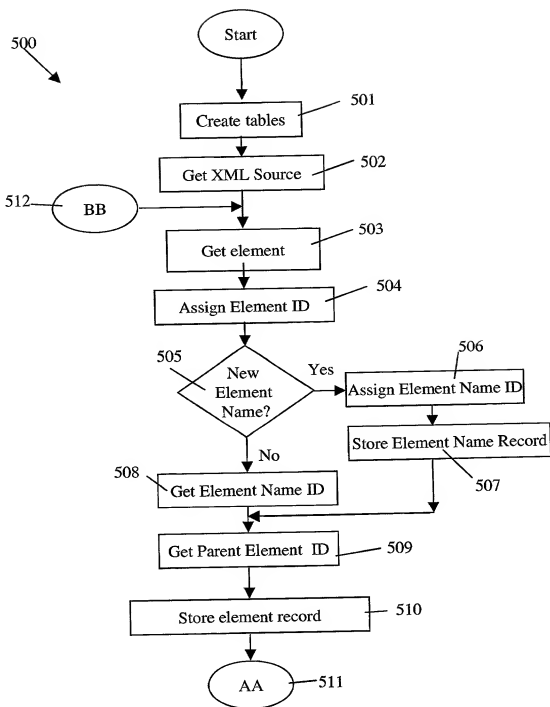 Start
500
501
Create tables
502
Get XML Source
512
BB
503
Get element
504
Assign Element ID
505
New
Element
Name?
Yes
506
Assign Element Name ID
Store Element Name Record
507
No
508
Get Element Name ID
Get Parent Element ID
509
Store element record
510
AA
511